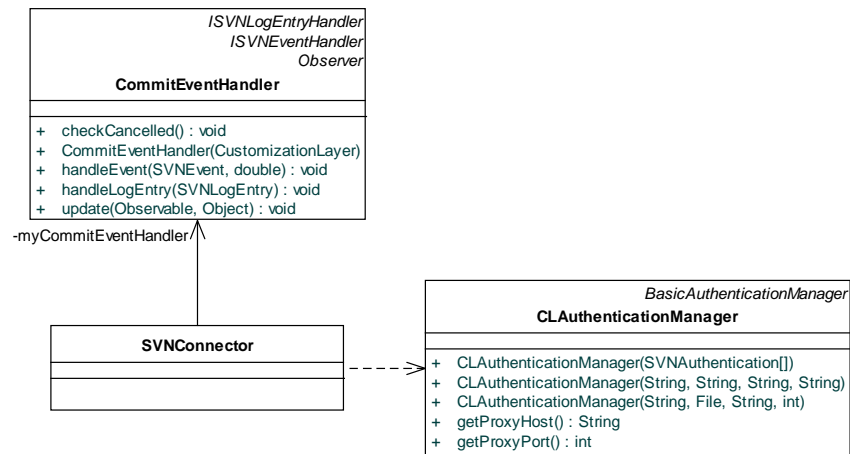 ISVNLogEntryHandler
ISVNEventHandler
Observer
CommitEventHandler
+ checkCancelled() : void
+ CommitEventHandler(CustomizationLayer)
+ handleEvent(SVNEvent, double) : void
+ handleLogEntry(SVNLogEntry) : void
+ update(Observable, Object) : void
-myCommitEventHandler
SVNConnector
BasicAuthenticationManager
CLAuthenticationManager
+ CLAuthenticationManager(SVNAuthentication[])
+ CLAuthenticationManager(String, String, String, String)
+ CLAuthenticationManager(String, File, String, int)
+ getProxyHost() : String
+ getProxyPort() : int